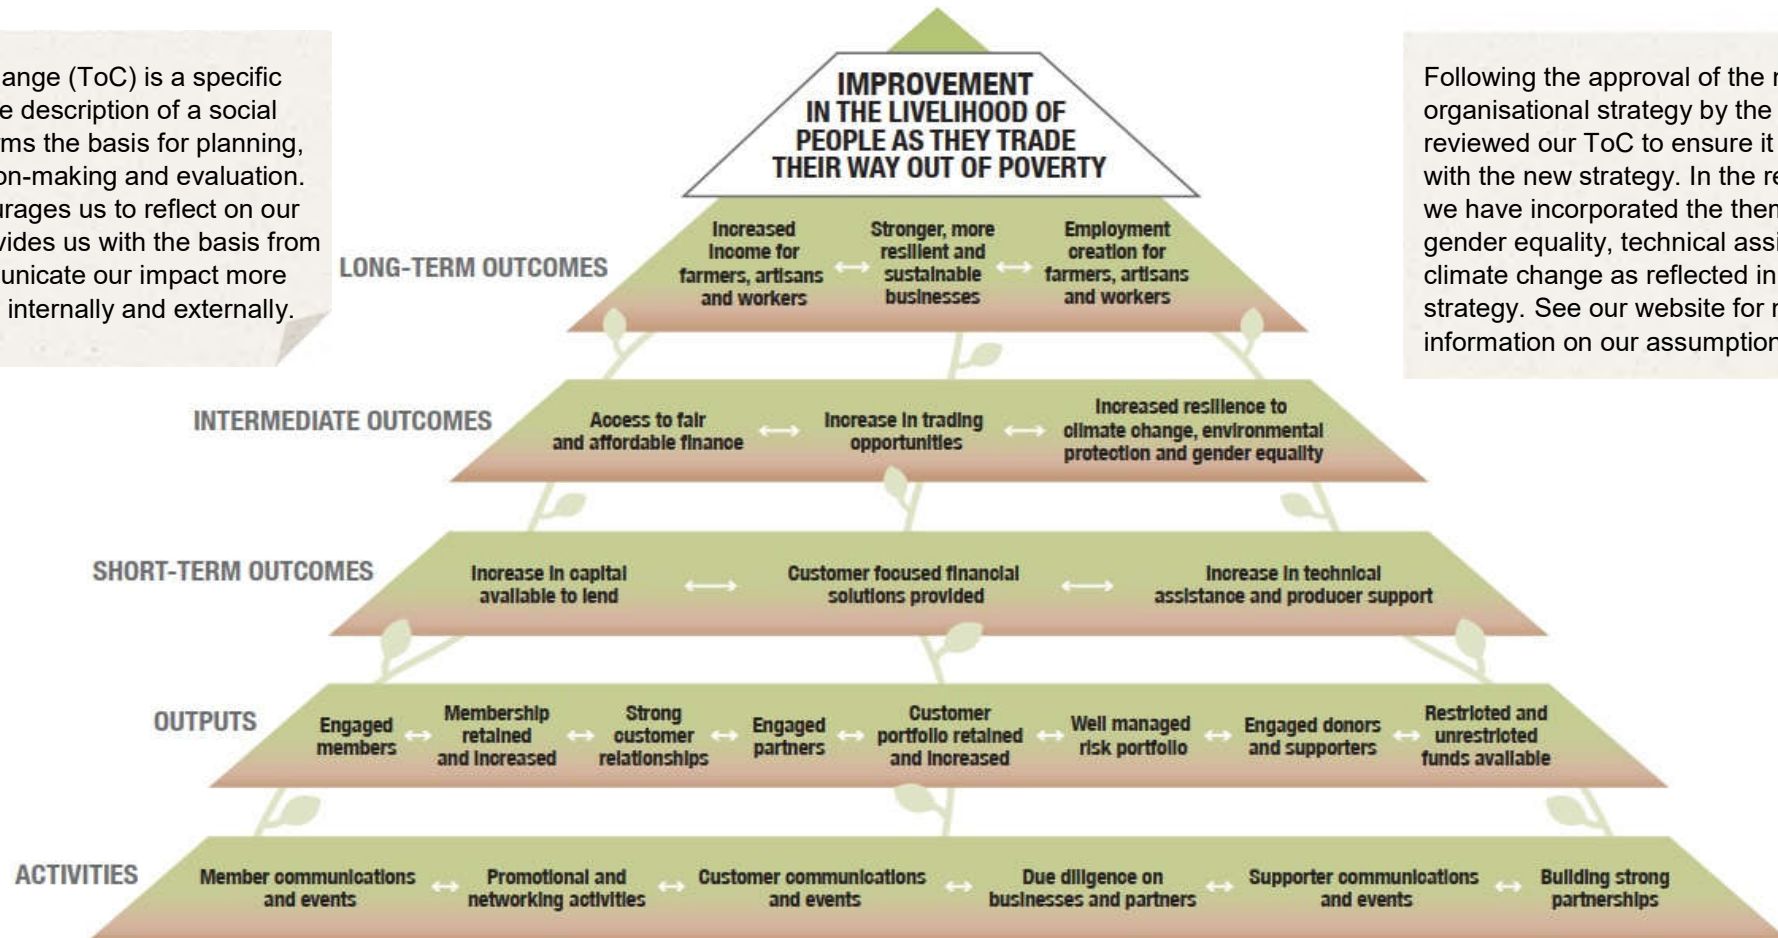 ange (ToC) is a specific
e description of a social
rms the basis for planning,
on-making and evaluation.
urages us to reflect on our
vides us with the basis from
unicate our impact more
internally and externally.
Following the approval of the
organisational strategy by the
reviewed our ToC to ensure it
with the new strategy. In the
we have incorporated the
gender equality, technical
climate change as reflected in
strategy. See our website for
information on our
IMPROVEMENT
IN THE LIVELIHOOD OF
PEOPLE AS THEY TRADE
THEIR WAY OUT OF POVERTY
LONG-TERM OUTCOMES
Increased
income for
farmers, artisans
and workers
Stronger, more
resilient and
sustainable
businesses
Employment
creation for
farmers, artisans
and workers
INTERMEDIATE OUTCOMES
Access to fair
and affordable finance
Increase in trading
opportunities
Increased resilience to
climate change, environmental
protection and gender equality
SHORT-TERM OUTCOMES
Increase in capital
available to lend
Customer focused financial
solutions provided
Increase in technical
assistance and producer support
OUTPUTS
Engaged
members
Membership
retained
and increased
Strong
customer
relationships
Engaged
partners
Customer
portfolio retained
and increased
Well managed
risk portfolio
Engaged donors
and supporters
Restricted and
unrestricted
funds available
ACTIVITIES
Member communications
and events
Promotional and
networking activities
Customer communications
and events
Due diligence on
businesses and partners
Supporter communications
and events
Building strong
partnerships